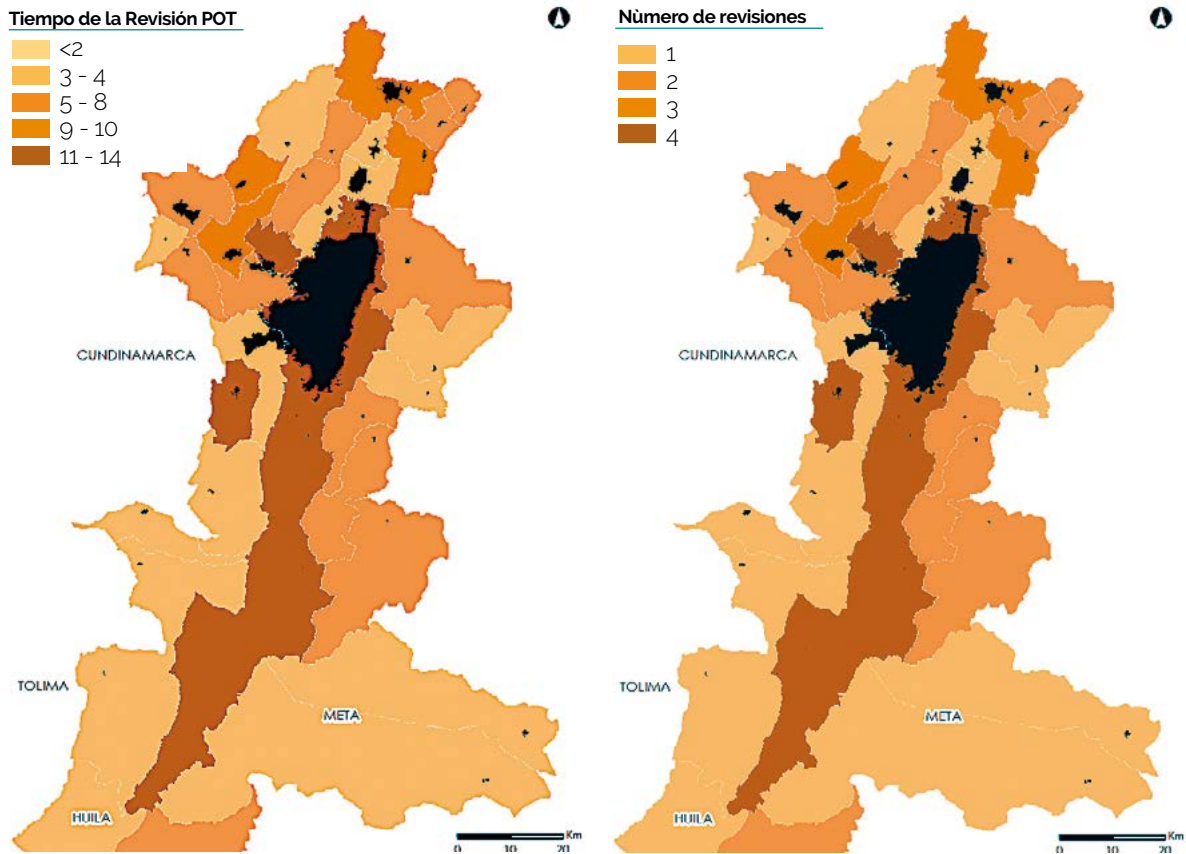 Tiempo de la Revisión POT
<2
3 - 4
5 - 8
9 - 10
11 - 14
CUNDINAMARCA
TOLIMA
META
HUILA
Km
0 10 20
Nùmero de revisiones
1
2
3
4
CUNDINAMARCA
TOLIMA
META
HUILA
Km
0 10 20